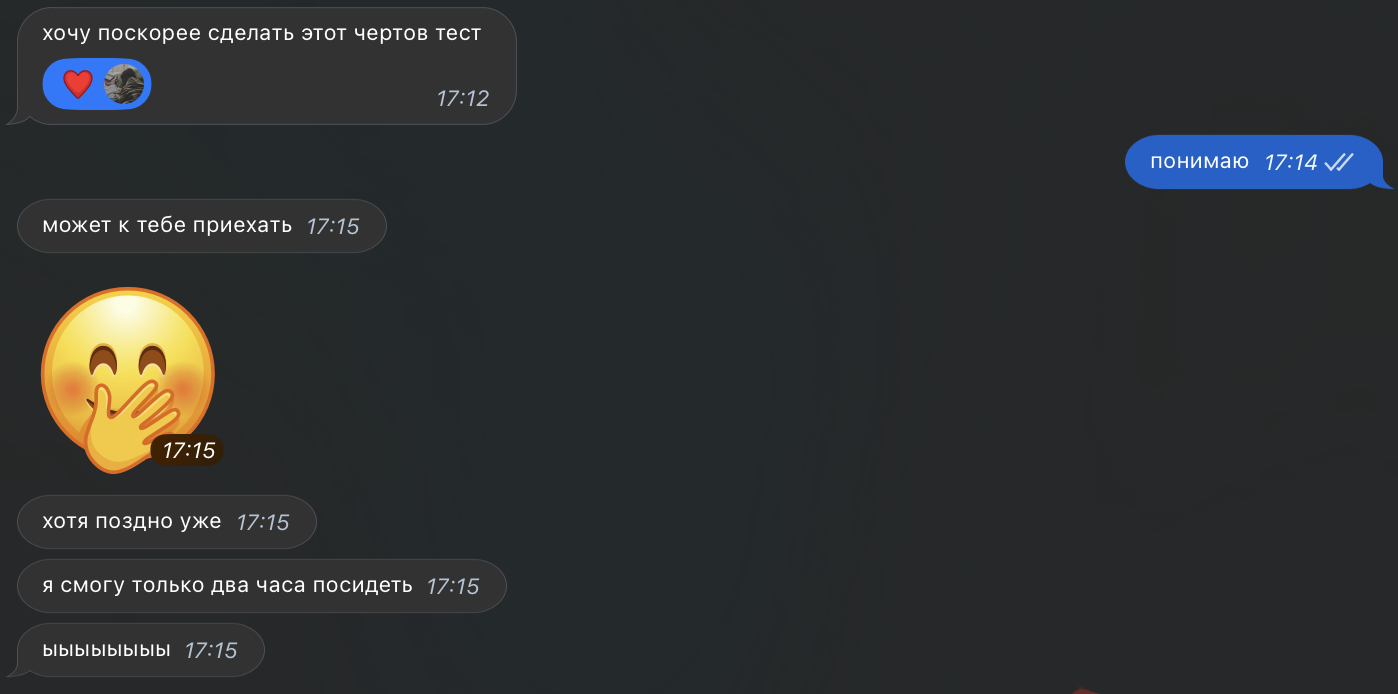 хочу поскорее сделать этот чертов тест
17:12
понимаю 17:14
может к тебе приехать 17:15
17:15
хотя поздно уже 17:15
я смогу только два часа посидеть 17:15
ыыыыыыыы 17:15